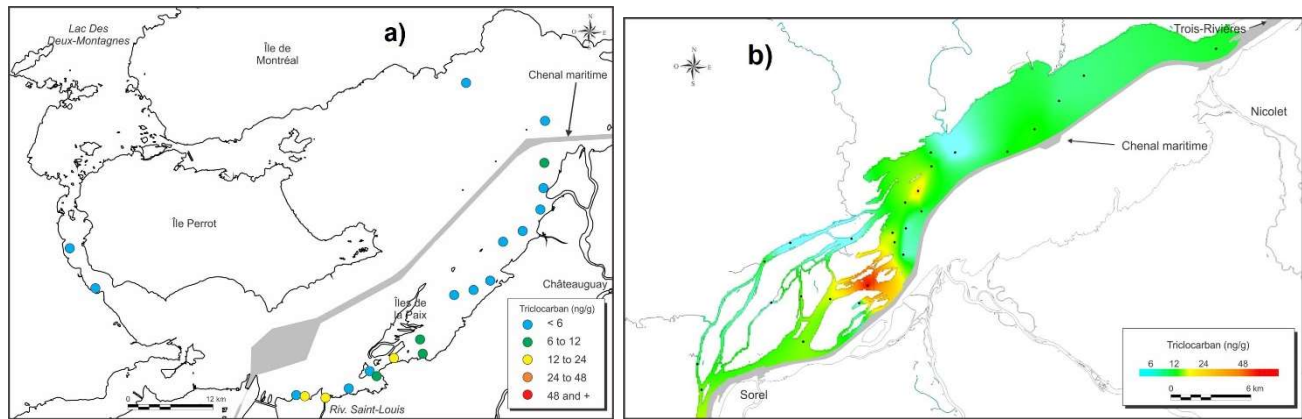 a)
Lac Des
Deux-Montagnes
Île de
Montréal
N
O
E
S
Chenal maritime
Île Perrot
Châteauguay
Îles de
la Paix
Triclocarban (ng/g)
< 6
6 to 12
12 to 24
24 to 48
48 and +
0
12 km
Riv. Saint-Louis
b)
Trois-Rivières
N
O
E
S
Nicolet
Chenal maritime
Triclocarban (ng/g)
6
12
24
48
0
6 km
Sorel